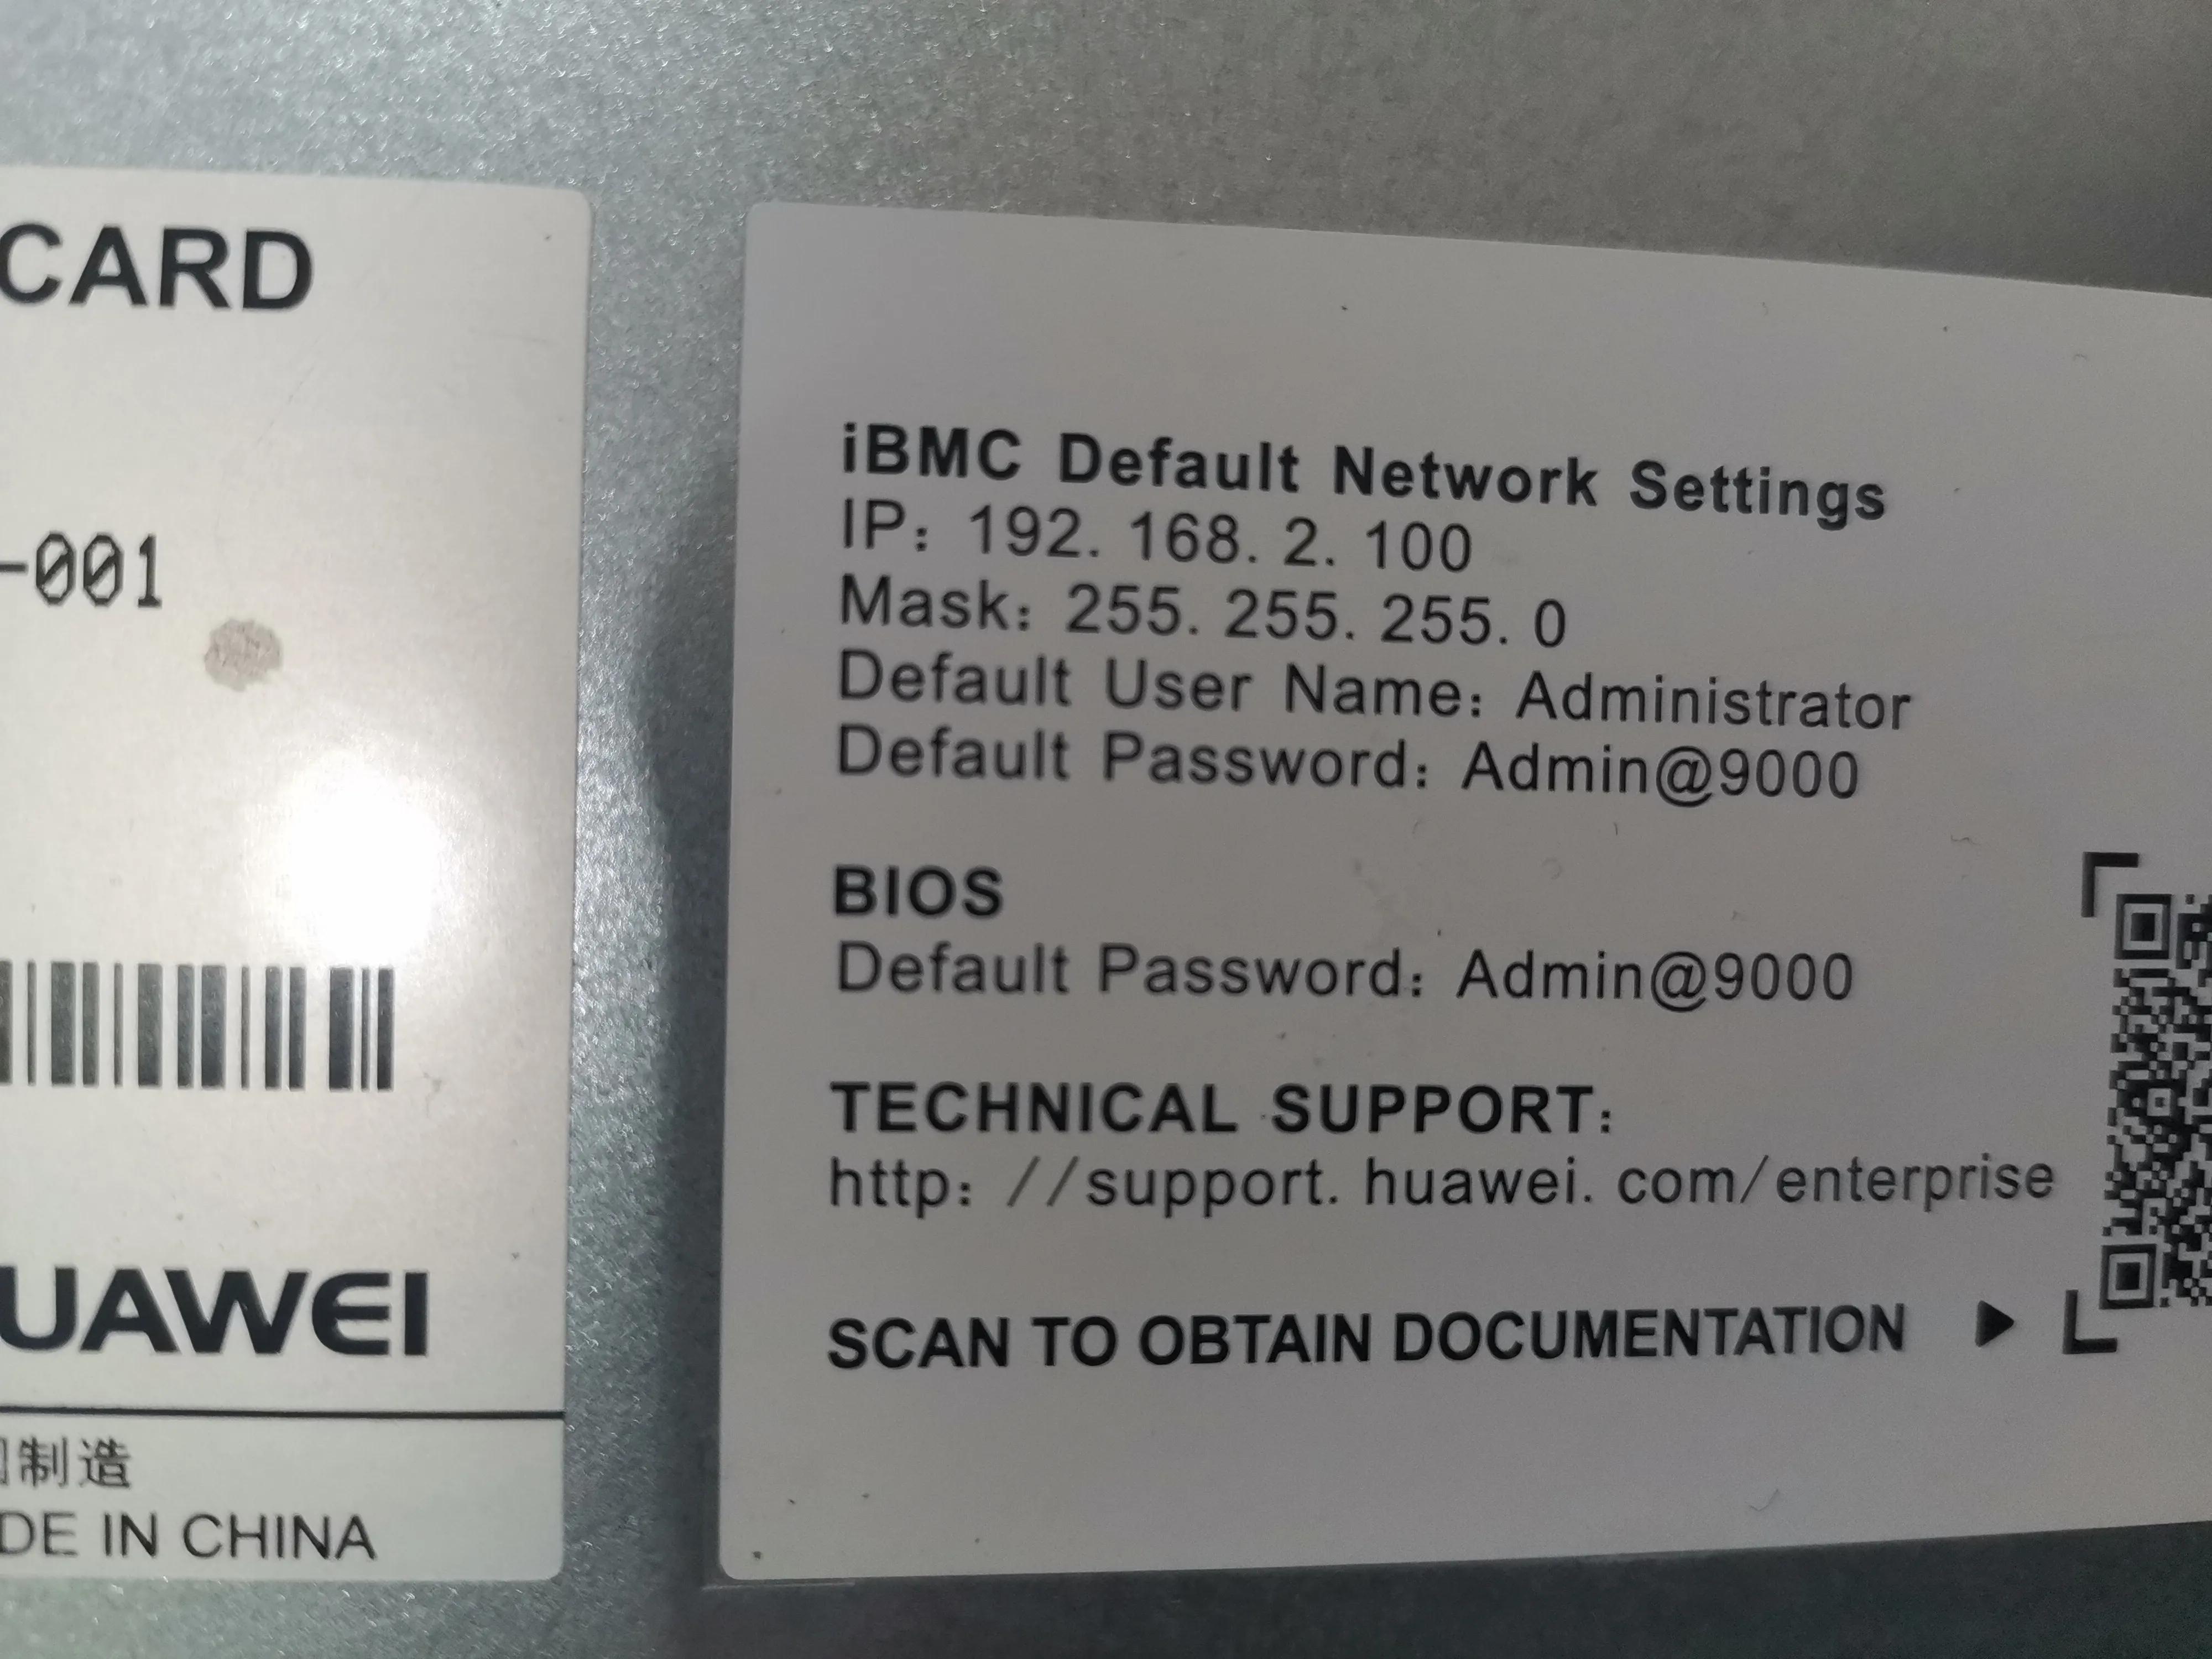 CARD
-001
UAWEI
制造
DE IN CHINA
iBMC Default Network Settings
IP: 192. 168. 2. 100
Mask: 255. 255. 255. 0
Default User Name: Administrator
Default Password: Admin@9000
BIOS
Default Password: Admin@9000
TECHNICAL SUPPORT:
http: //support. huawei. com/enterprise
SCAN TO OBTAIN DOCUMENTATION